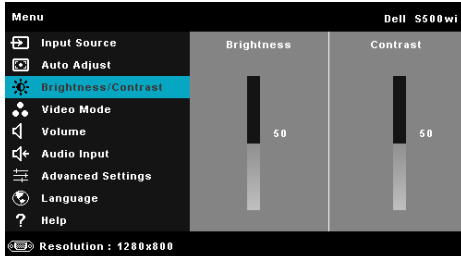 Menu Dell S500wi
Input Source
Brightness Contrast
Auto Adjust
Brightness/Contrast
Video Mode
Volume
50 50
Audio Input
Advanced Settings
Language
? Help
Resolution : 1280x800